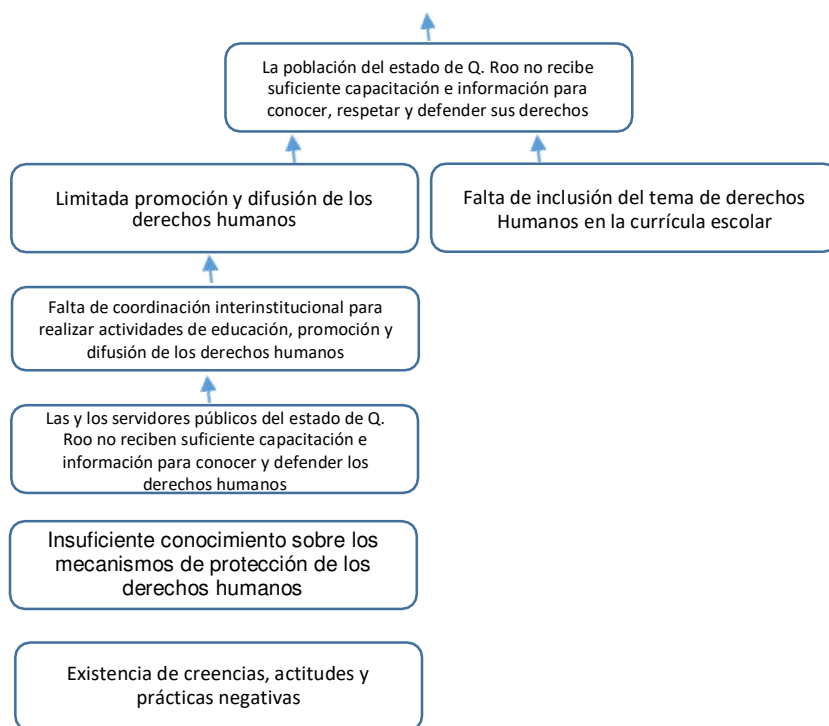 La población del estado de Q. Roo no recibe
suficiente capacitación e información para
conocer, respetar y defender sus derechos
Limitada promoción y difusión de los
derechos humanos
Falta de inclusión del tema de derechos
Humanos en la currícula escolar
Falta de coordinación interinstitucional para
realizar actividades de educación, promoción y
difusión de los derechos humanos
Las y los servidores públicos del estado de Q.
Roo no reciben suficiente capacitación e
información para conocer y defender los
derechos humanos
Insuficiente conocimiento sobre los
mecanismos de protección de los
derechos humanos
Existencia de creencias, actitudes y
prácticas negativas